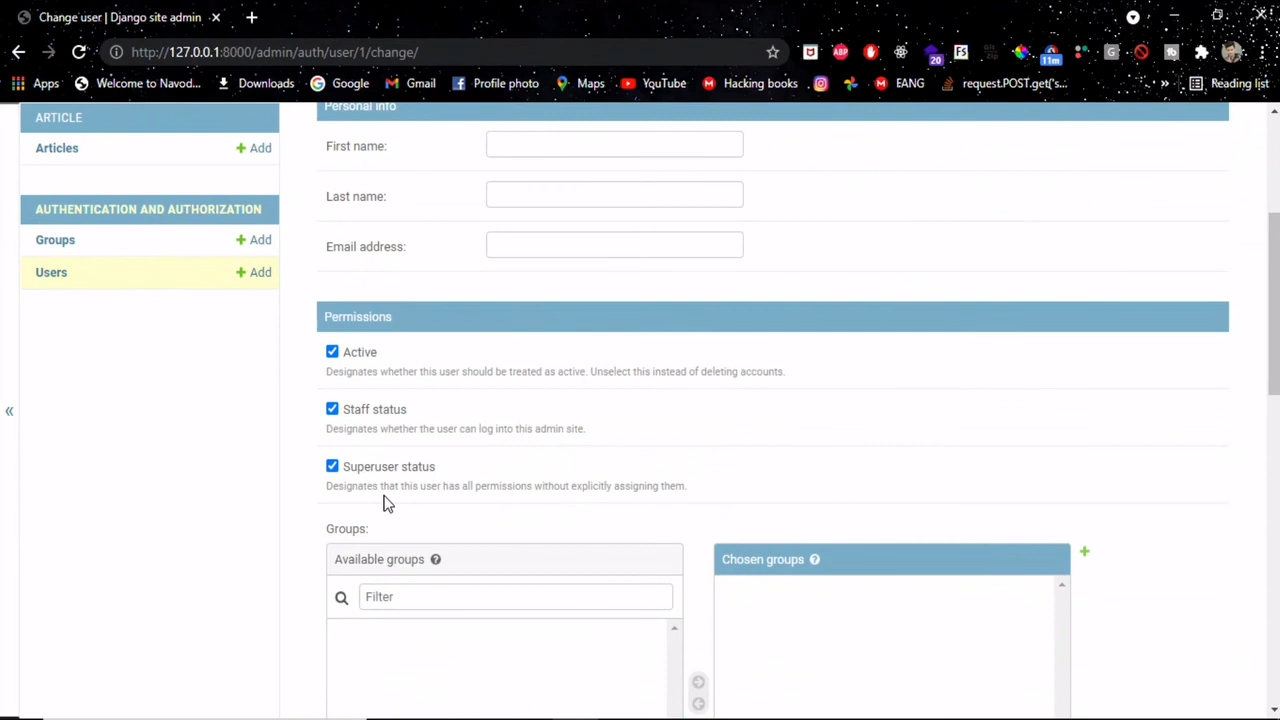 Change user | Django site admin
http://127.0.0.1:8000/admin/auth/user/1/change/
ABP
FS
20
11m
G
Apps
Welcome to Navod...
Downloads
Google
Gmail
Profile photo
Maps
YouTube
Hacking books
EANG
request.POST.get('s...
»
Reading list
ARTICLE
Articles
+ Add
AUTHENTICATION AND AUTHORIZATION
Groups
+ Add
Users
+ Add
«
Personal info
First name:
Last name:
Email address:
Permissions
Active
Designates whether this user should be treated as active. Unselect this instead of deleting accounts.
Staff status
Designates whether the user can log into this admin site.
Superuser status
Designates that this user has all permissions without explicitly assigning them.
Groups:
Available groups ?
Filter
Chosen groups ?